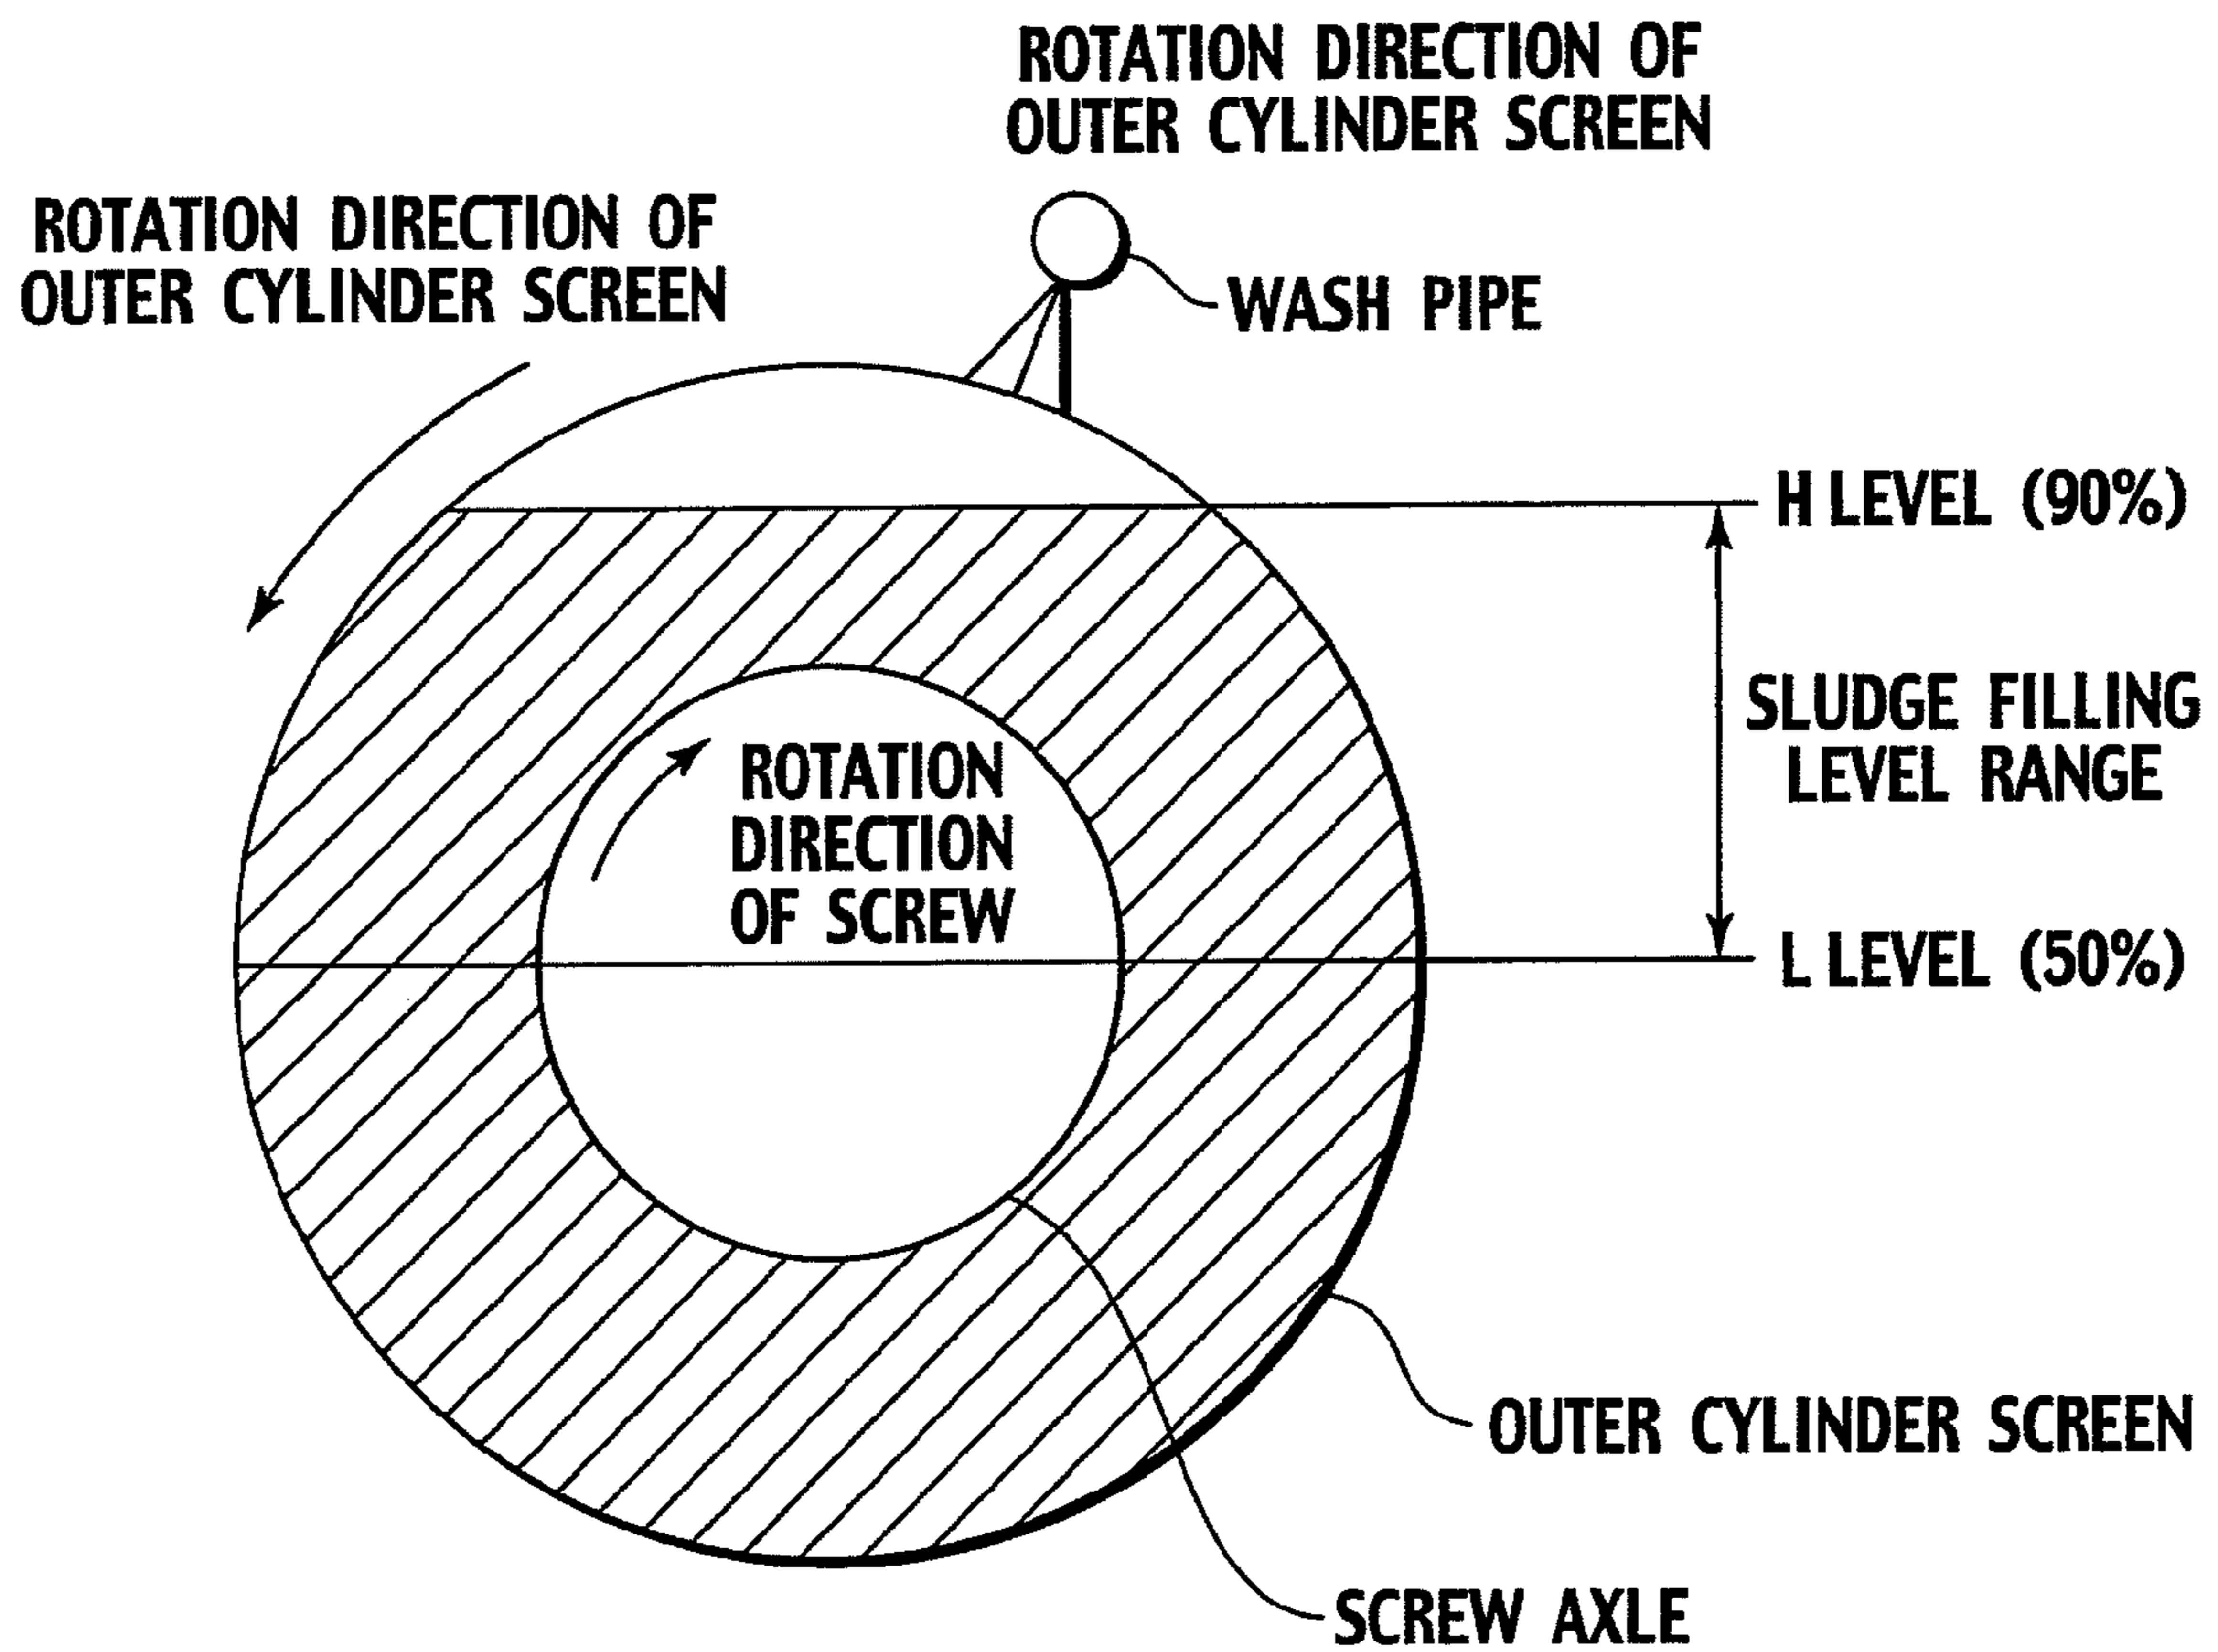 ROTATION DIRECTION OF
OUTER CYLINDER SCREEN
ROTATION DIRECTION OF
OUTER CYLINDER SCREEN
WASH PIPE
H LEVEL (90%)
SLUDGE FILLING
LEVEL RANGE
ROTATION
DIRECTION
OF SCREW
L LEVEL (50%)
OUTER CYLINDER SCREEN
SCREW AXLE